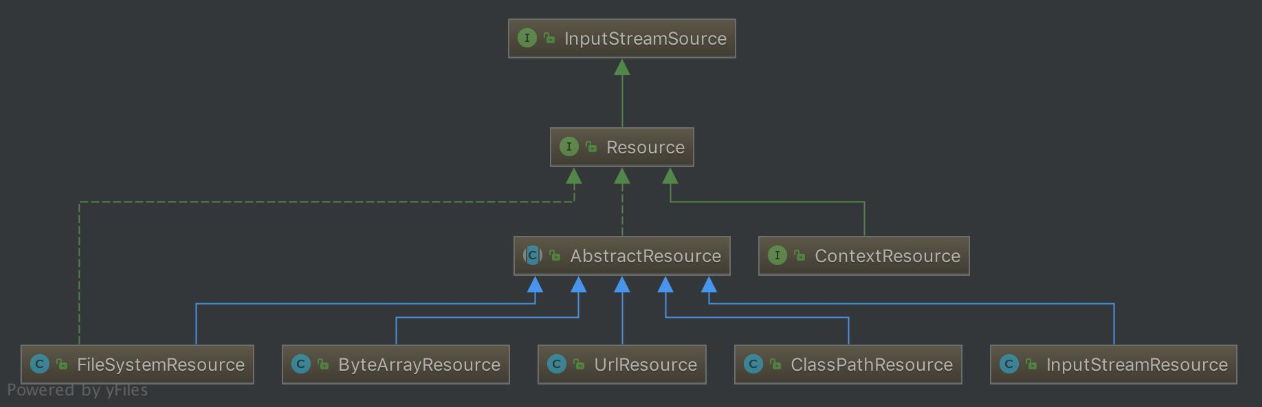 I InputStreamSource
I Resource
C AbstractResource
I ContextResource
C FileSystemResource
C ByteArrayResource
C UrlResource
C ClassPathResource
C InputStreamResource
Powered by yFiles